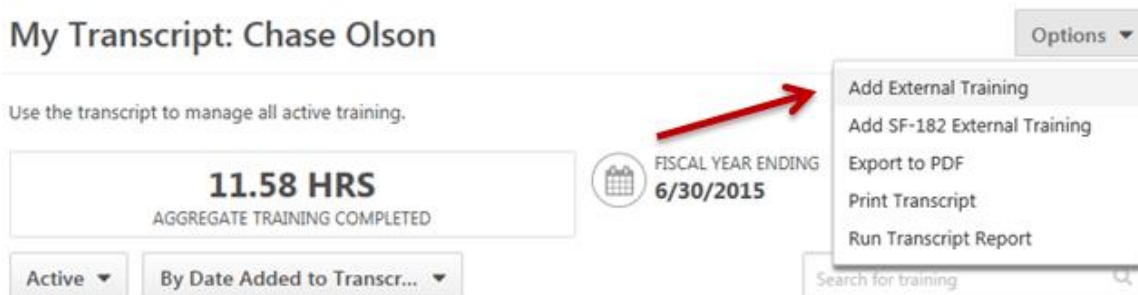 My Transcript: Chase Olson
Options
Add External Training
Use the transcript to manage all active training.
Add SF-182 External Training
11.58 HRS
AGGREGATE TRAINING COMPLETED
FISCAL YEAR ENDING
6/30/2015
Export to PDF
Print Transcript
Run Transcript Report
Active
By Date Added to Transcr...
Search for training